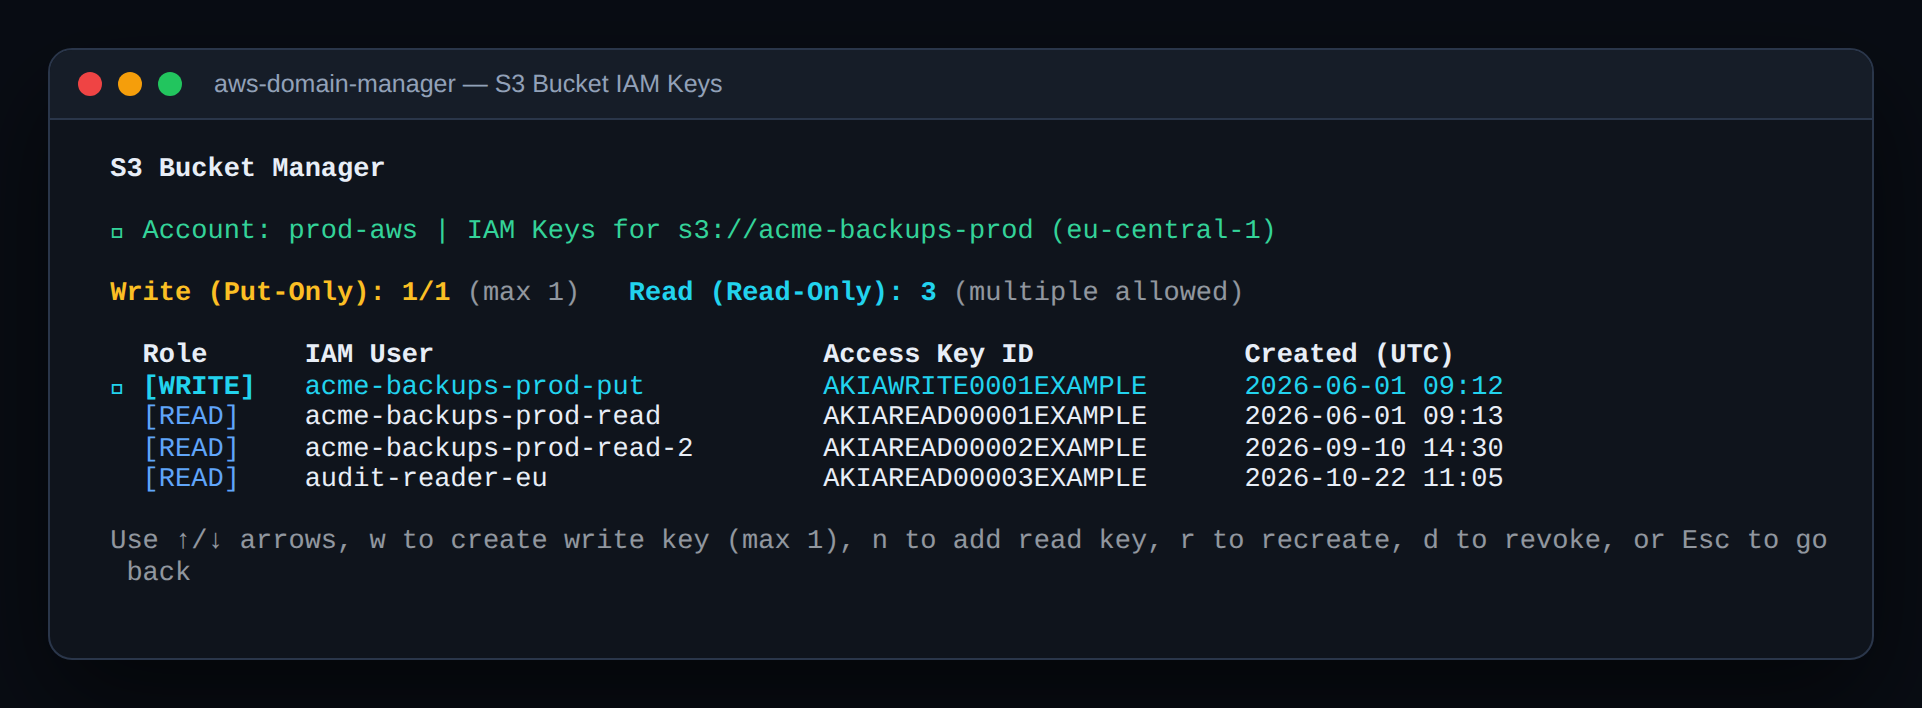 aws-domain-manager — S3 Bucket IAM Keys
S3 Bucket Manager
Account: prod-aws | IAM Keys for s3://acme-backups-prod (eu-central-1)
Write (Put-Only): 1/1 (max 1)   Read (Read-Only): 3 (multiple allowed)
Role      IAM User                        Access Key ID             Created (UTC)
[WRITE]   acme-backups-prod-put           AKIAWRITE0001EXAMPLE      2026-06-01 09:12
[READ]    acme-backups-prod-read          AKIAREAD00001EXAMPLE      2026-06-01 09:13
[READ]    acme-backups-prod-read-2        AKIAREAD00002EXAMPLE      2026-09-10 14:30
[READ]    audit-reader-eu                 AKIAREAD00003EXAMPLE      2026-10-22 11:05
Use ↑/↓ arrows, w to create write key (max 1), n to add read key, r to recreate, d to revoke, or Esc to go
back